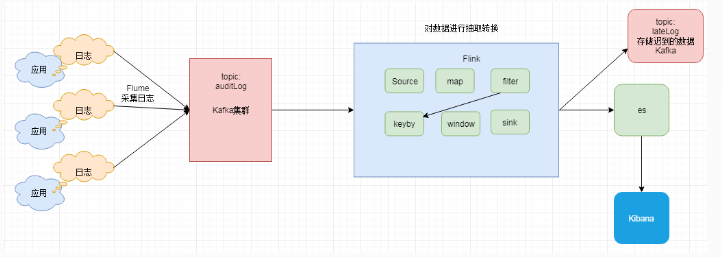 对数据进行抽取转换
应用
日志
应用
日志
应用
日志
Flume
采集日志
topic:
auditLog
Kafka集群
Flink
Source
map
filter
keyby
window
sink
topic:
lateLog
存储迟到的数据
Kafka
es
Kibana